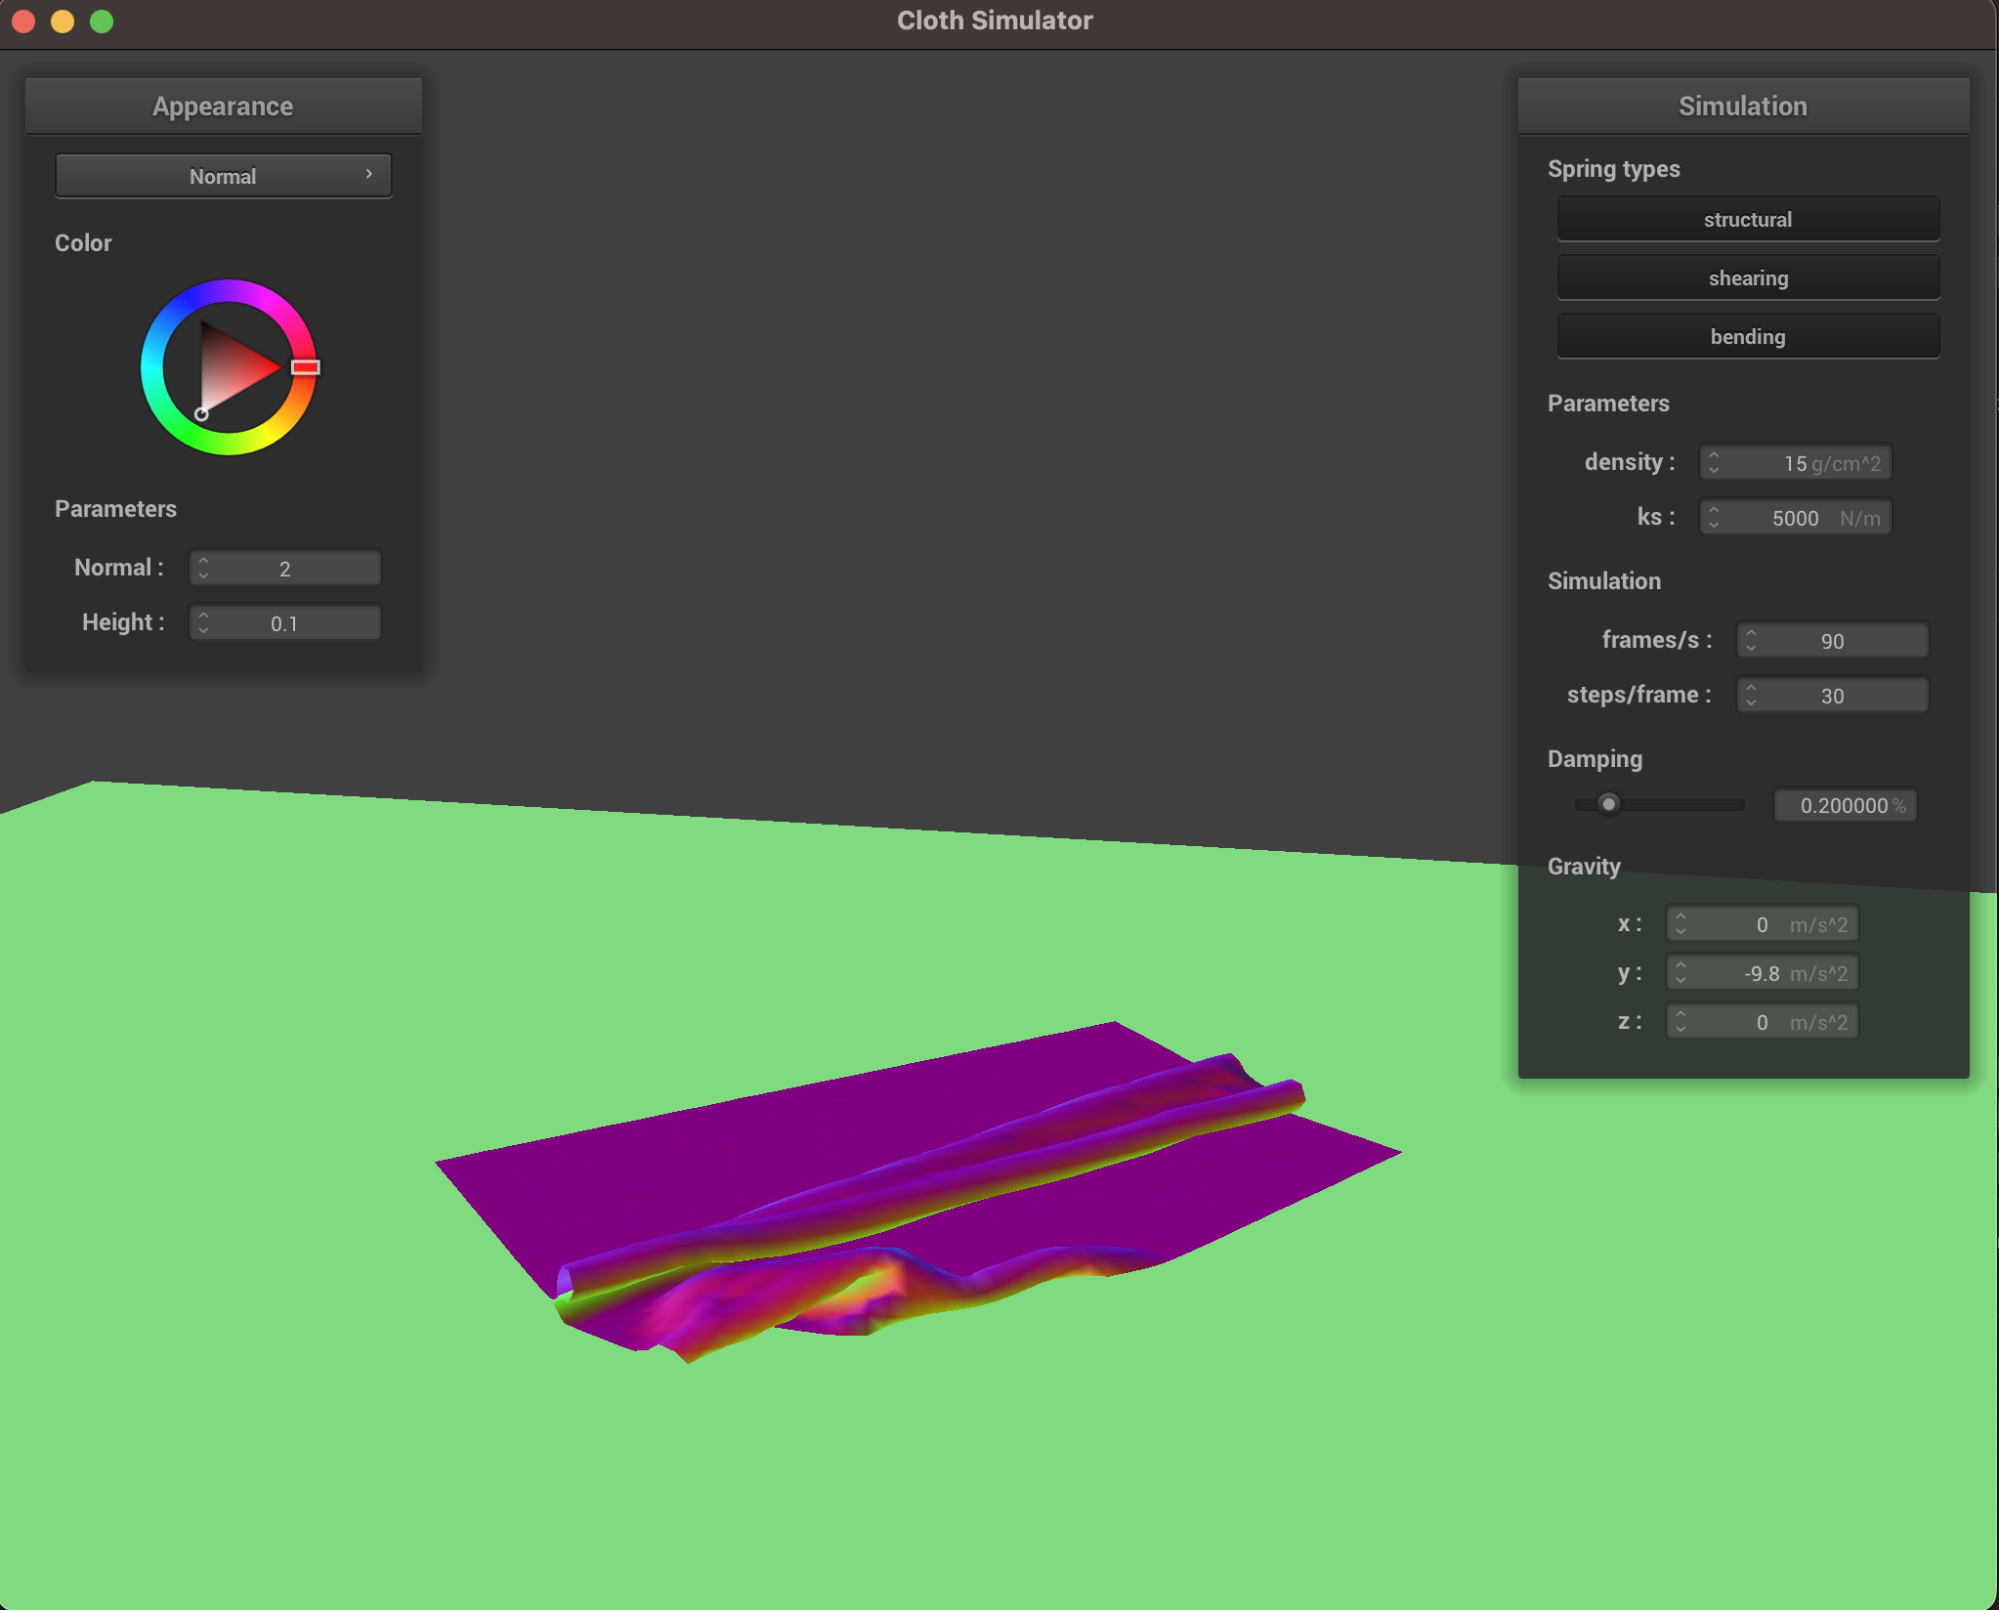 Cloth Simulator
Appearance
Normal
Color
Parameters
Normal : 2
Height : 0.1
Simulation
Spring types
structural
shearing
bending
Parameters
density : 15 g/cm^2
ks : 5000 N/m
Simulation
frames/s : 90
steps/frame : 30
Damping
0.200000 %
Gravity
x : 0 m/s^2
y : -9.8 m/s^2
z : 0 m/s^2